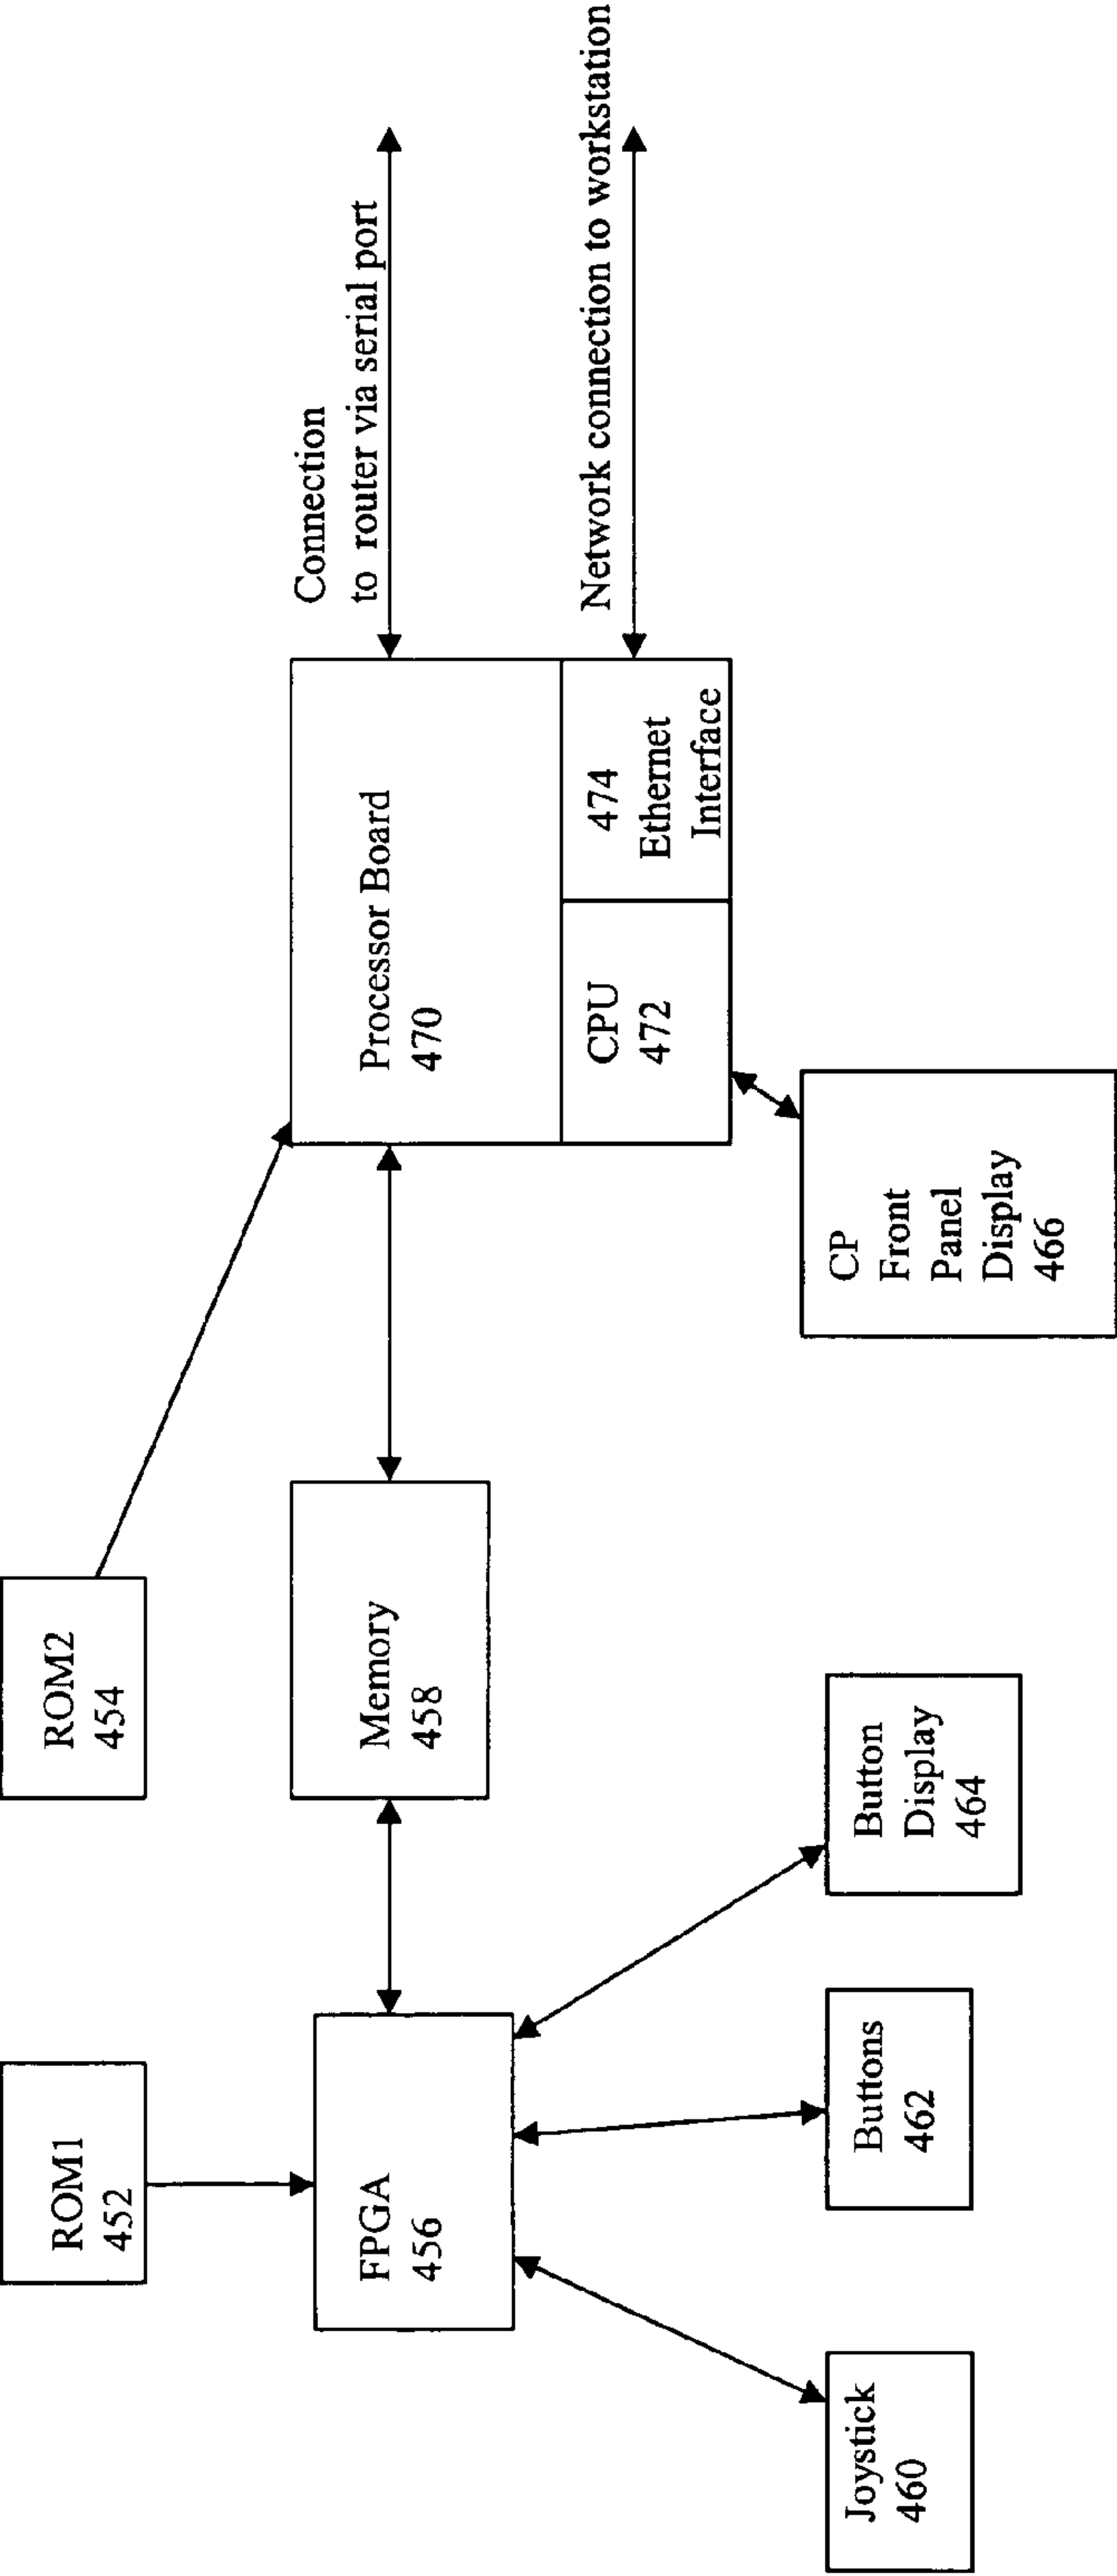 ROM1
452
ROM2
454
FPGA
456
Memory
458
Processor Board
470
CPU
472
474
Ethernet
Interface
Connection
to router via serial port
Network connection to workstation
Joystick
460
Buttons
462
Button
Display
464
CP
Front
Panel
Display
466